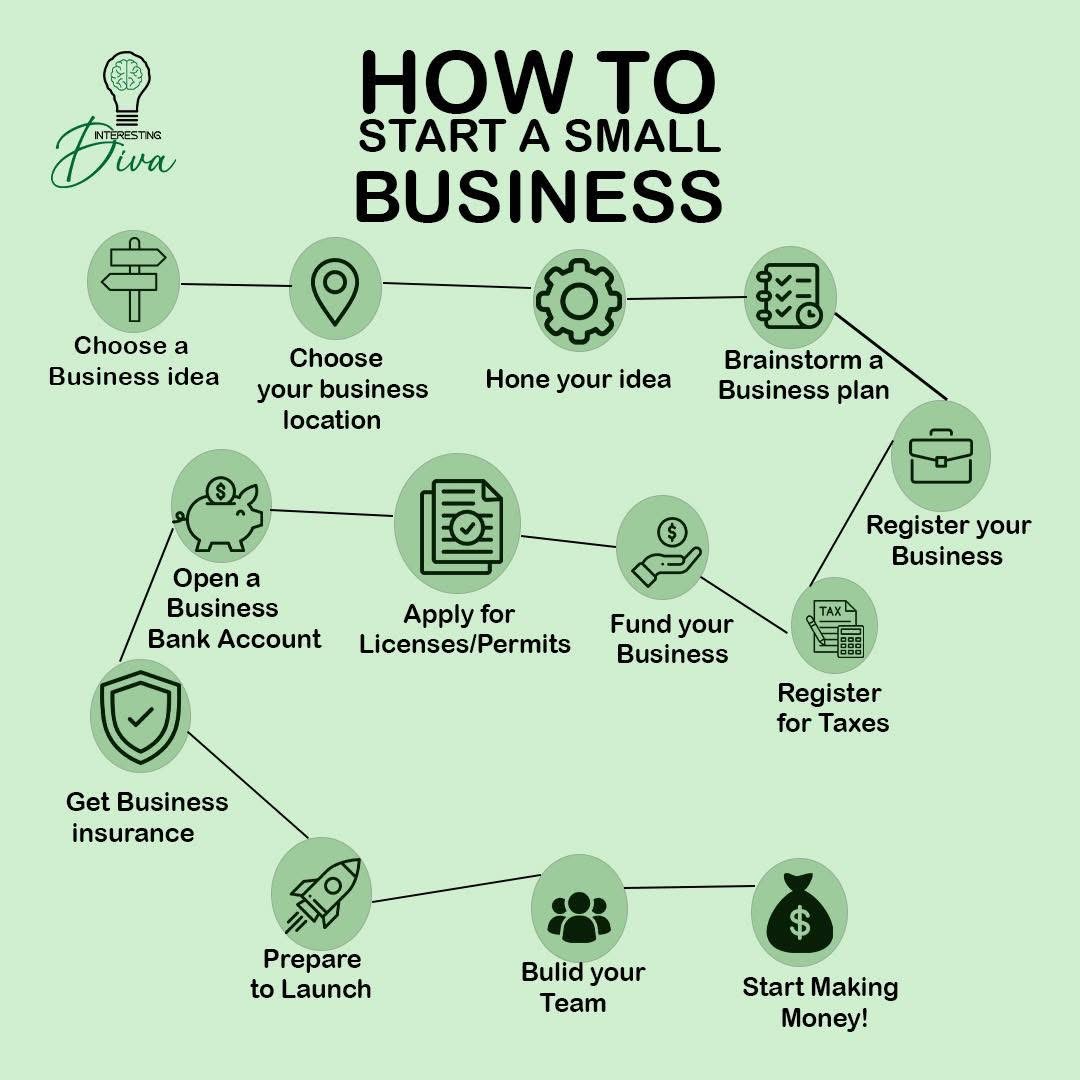 INTERESTING
Diva
HOW TO
START A SMALL
BUSINESS
Choose a
Business idea
Choose
your business
location
Hone your idea
Brainstorm a
Business plan
Register your
Business
TAX
Register
for Taxes
$
Fund your
Business
Apply for
Licenses/Permits
$
Open a
Business
Bank Account
Get Business
insurance
Prepare
to Launch
Bulid your
Team
$
Start Making
Money!